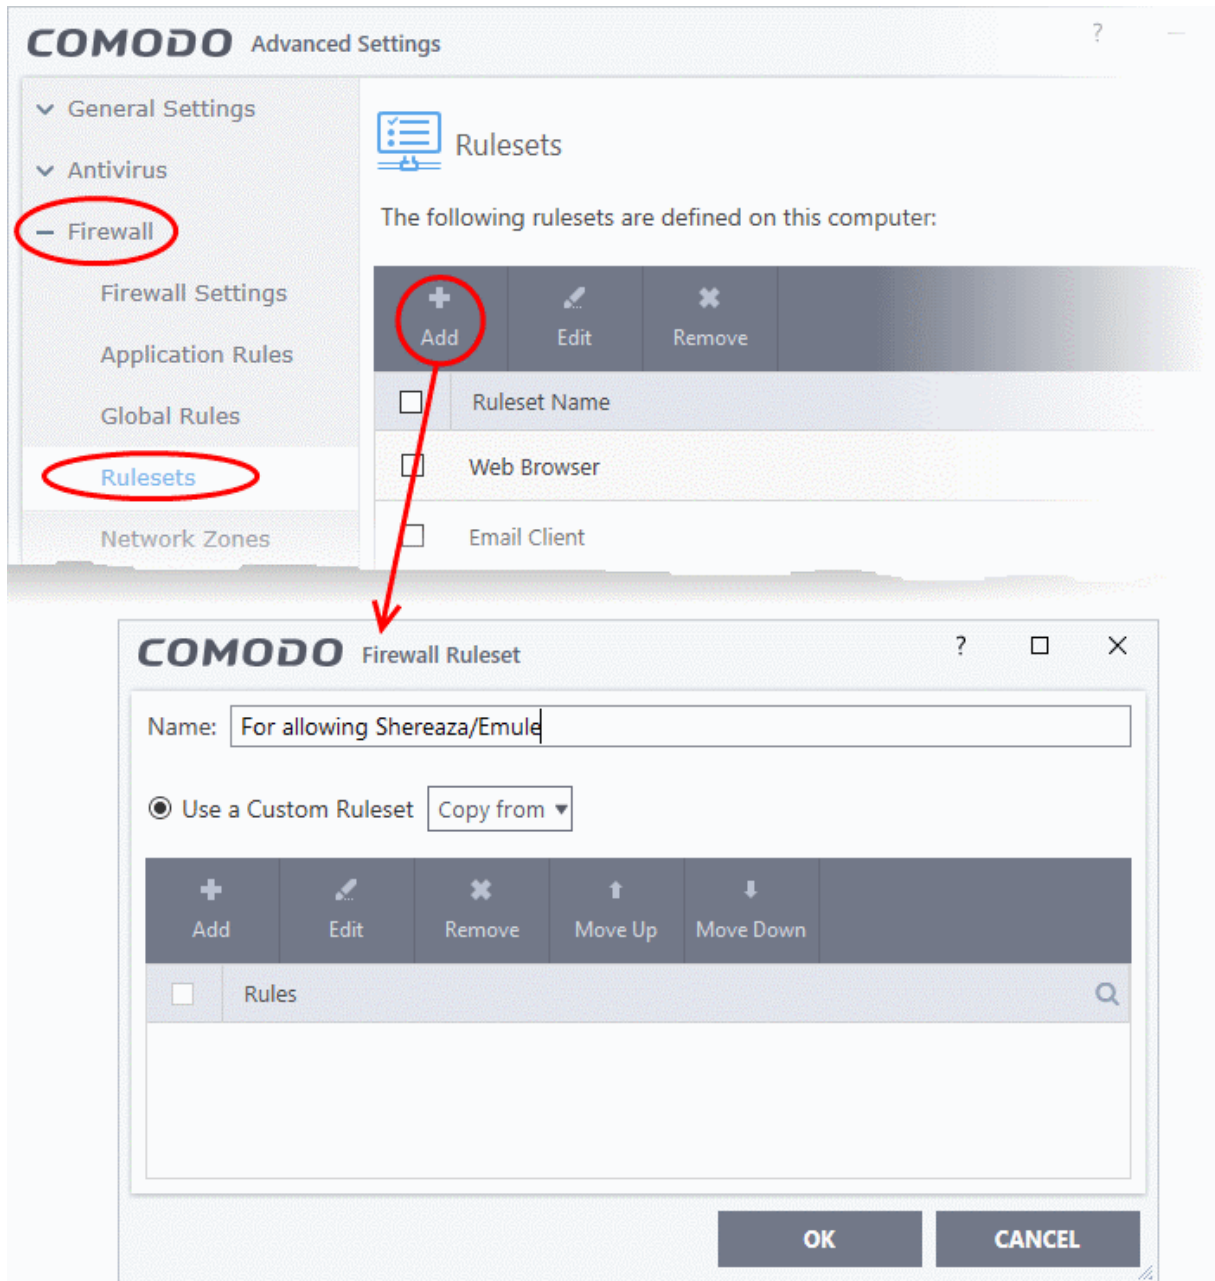 COMODO Advanced Settings ?
General Settings
Antivirus
Firewall
Firewall Settings
Application Rules
Global Rules
Rulesets
Network Zones
Rulesets
The following rulesets are defined on this computer:
Add Edit Remove
Ruleset Name
Web Browser
Email Client
COMODO Firewall Ruleset ?
Name: For allowing Shereaza/Emule
Use a Custom Ruleset Copy from
Add Edit Remove Move Up Move Down
Rules
OK CANCEL